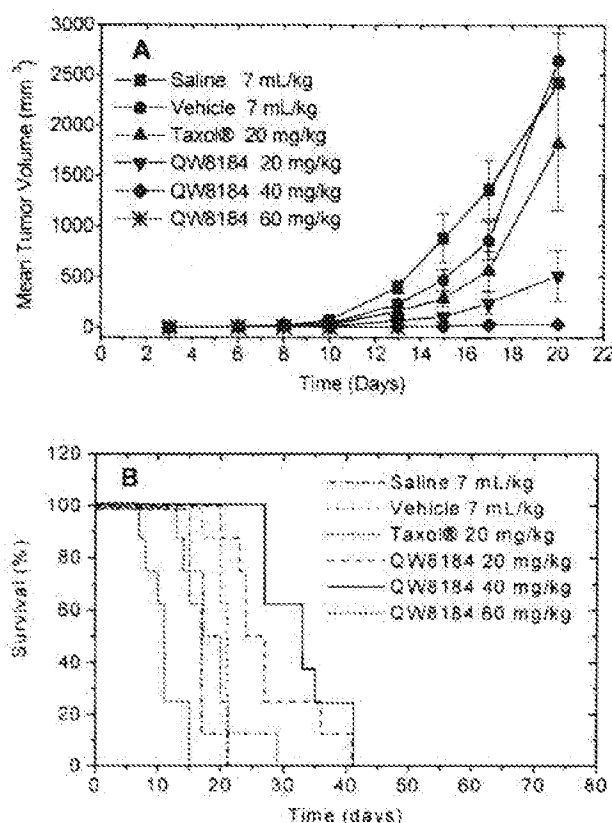 3000
2500
2000
1500
1000
500
0
Mean Tumor Volume (mm³)
A
Saline 7 mL/kg
Vehicle 7 mL/kg
Taxol® 20 mg/kg
QW8184 20 mg/kg
QW8184 40 mg/kg
QW8184 60 mg/kg
0 2 4 6 8 10 12 14 16 18 20 22
Time (Days)
120
100
80
60
40
20
0
Survival (%)
B
Saline 7 mL/kg
Vehicle 7 mL/kg
Taxol® 20 mg/kg
QW8184 20 mg/kg
QW8184 40 mg/kg
QW8184 60 mg/kg
0 10 20 30 40 50 60 70 80
Time (days)